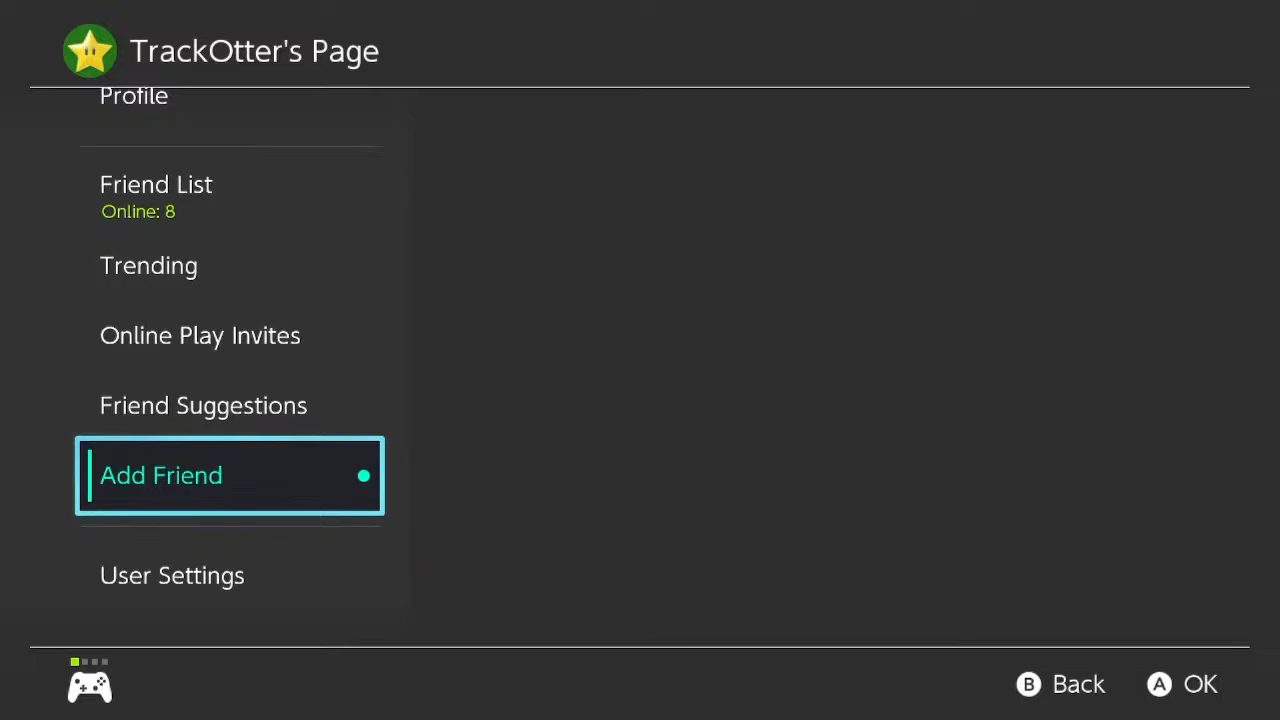 TrackOtter's Page
Profile
Friend List
Online: 8
Trending
Online Play Invites
Friend Suggestions
Add Friend
User Settings
B Back A OK